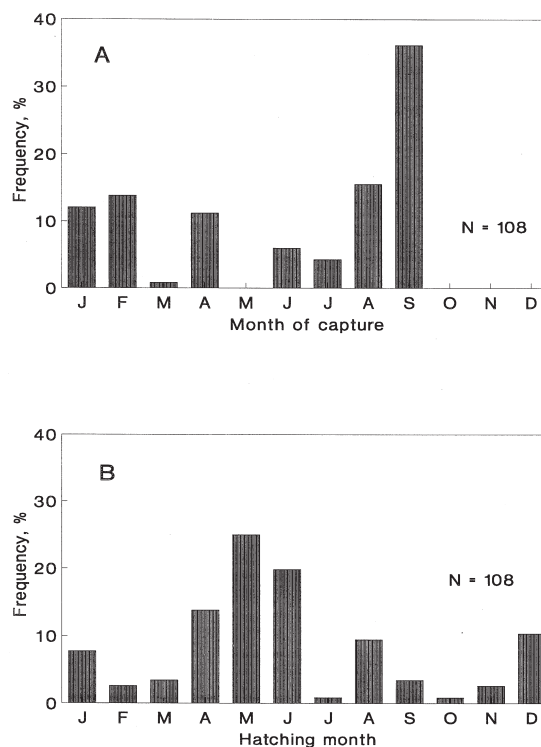 40
A
30
Frequency, %
20
10
N = 108
0
J F M A M J J A S O N D
Month of capture
40
B
30
Frequency, %
20
N = 108
10
0
J F M A M J J A S O N D
Hatching month